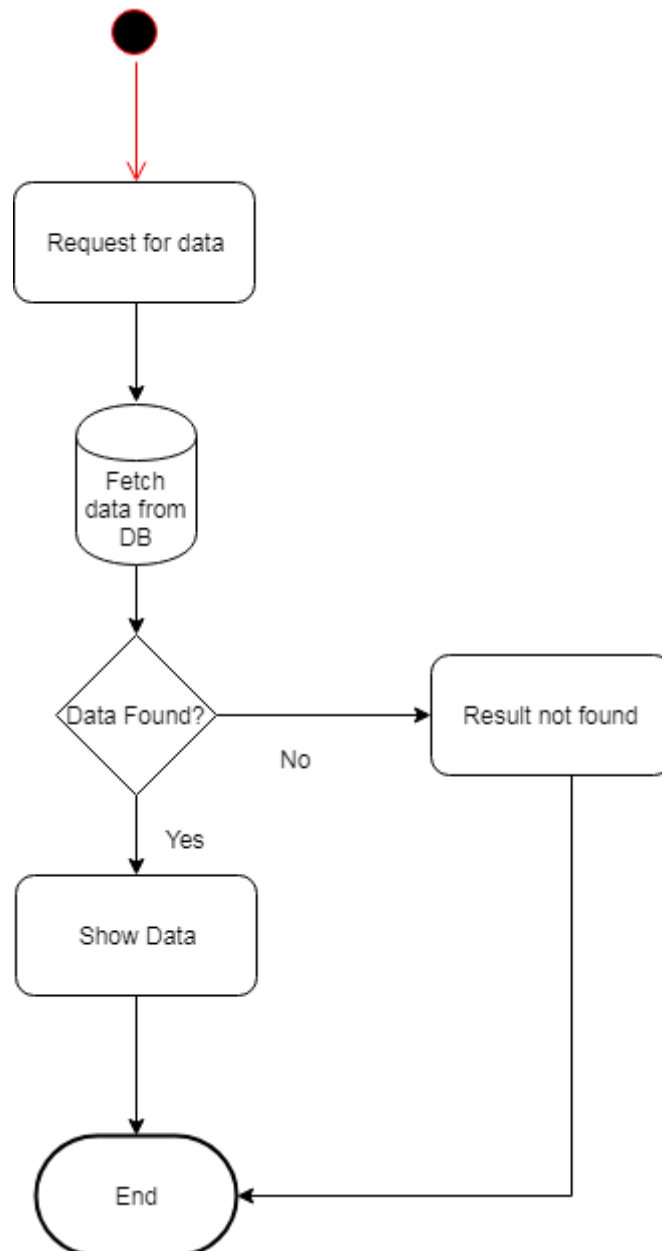 Request for data
Fetch
data from
DB
Data Found?
Result not found
No
Yes
Show Data
End